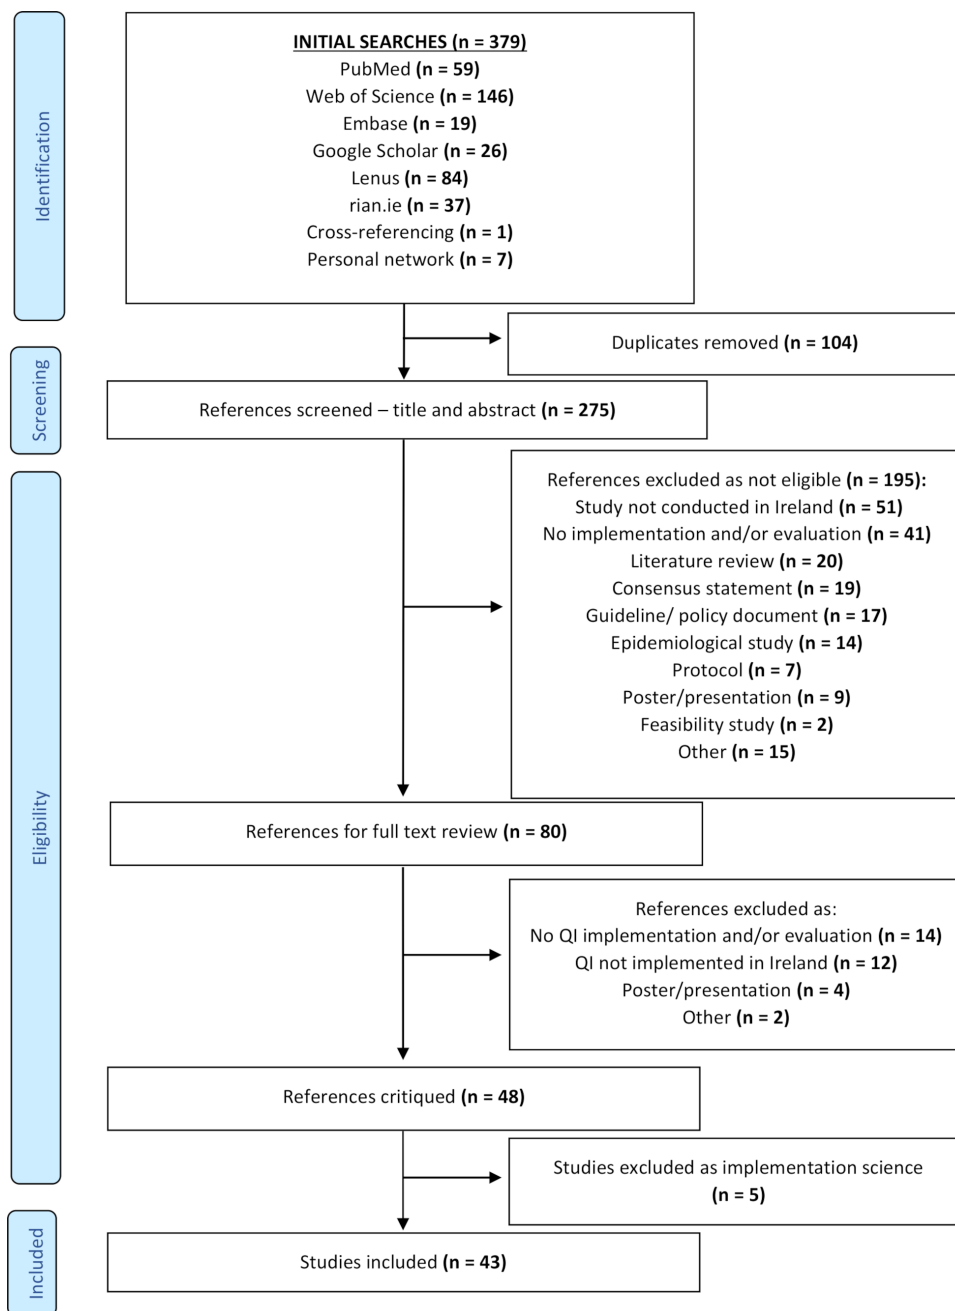 Identification
INITIAL SEARCHES (n = 379)
PubMed (n = 59)
Web of Science (n = 146)
Embase (n = 19)
Google Scholar (n = 26)
Lenus (n = 84)
rian.ie (n = 37)
Cross-referencing (n = 1)
Personal network (n = 7)
Duplicates removed (n = 104)
Screening
References screened – title and abstract (n = 275)
Eligibility
References excluded as not eligible (n = 195):
Study not conducted in Ireland (n = 51)
No implementation and/or evaluation (n = 41)
Literature review (n = 20)
Consensus statement (n = 19)
Guideline/ policy document (n = 17)
Epidemiological study (n = 14)
Protocol (n = 7)
Poster/presentation (n = 9)
Feasibility study (n = 2)
Other (n = 15)
References for full text review (n = 80)
References excluded as:
No QI implementation and/or evaluation (n = 14)
QI not implemented in Ireland (n = 12)
Poster/presentation (n = 4)
Other (n = 2)
References critiqued (n = 48)
Studies excluded as implementation science
(n = 5)
Included
Studies included (n = 43)